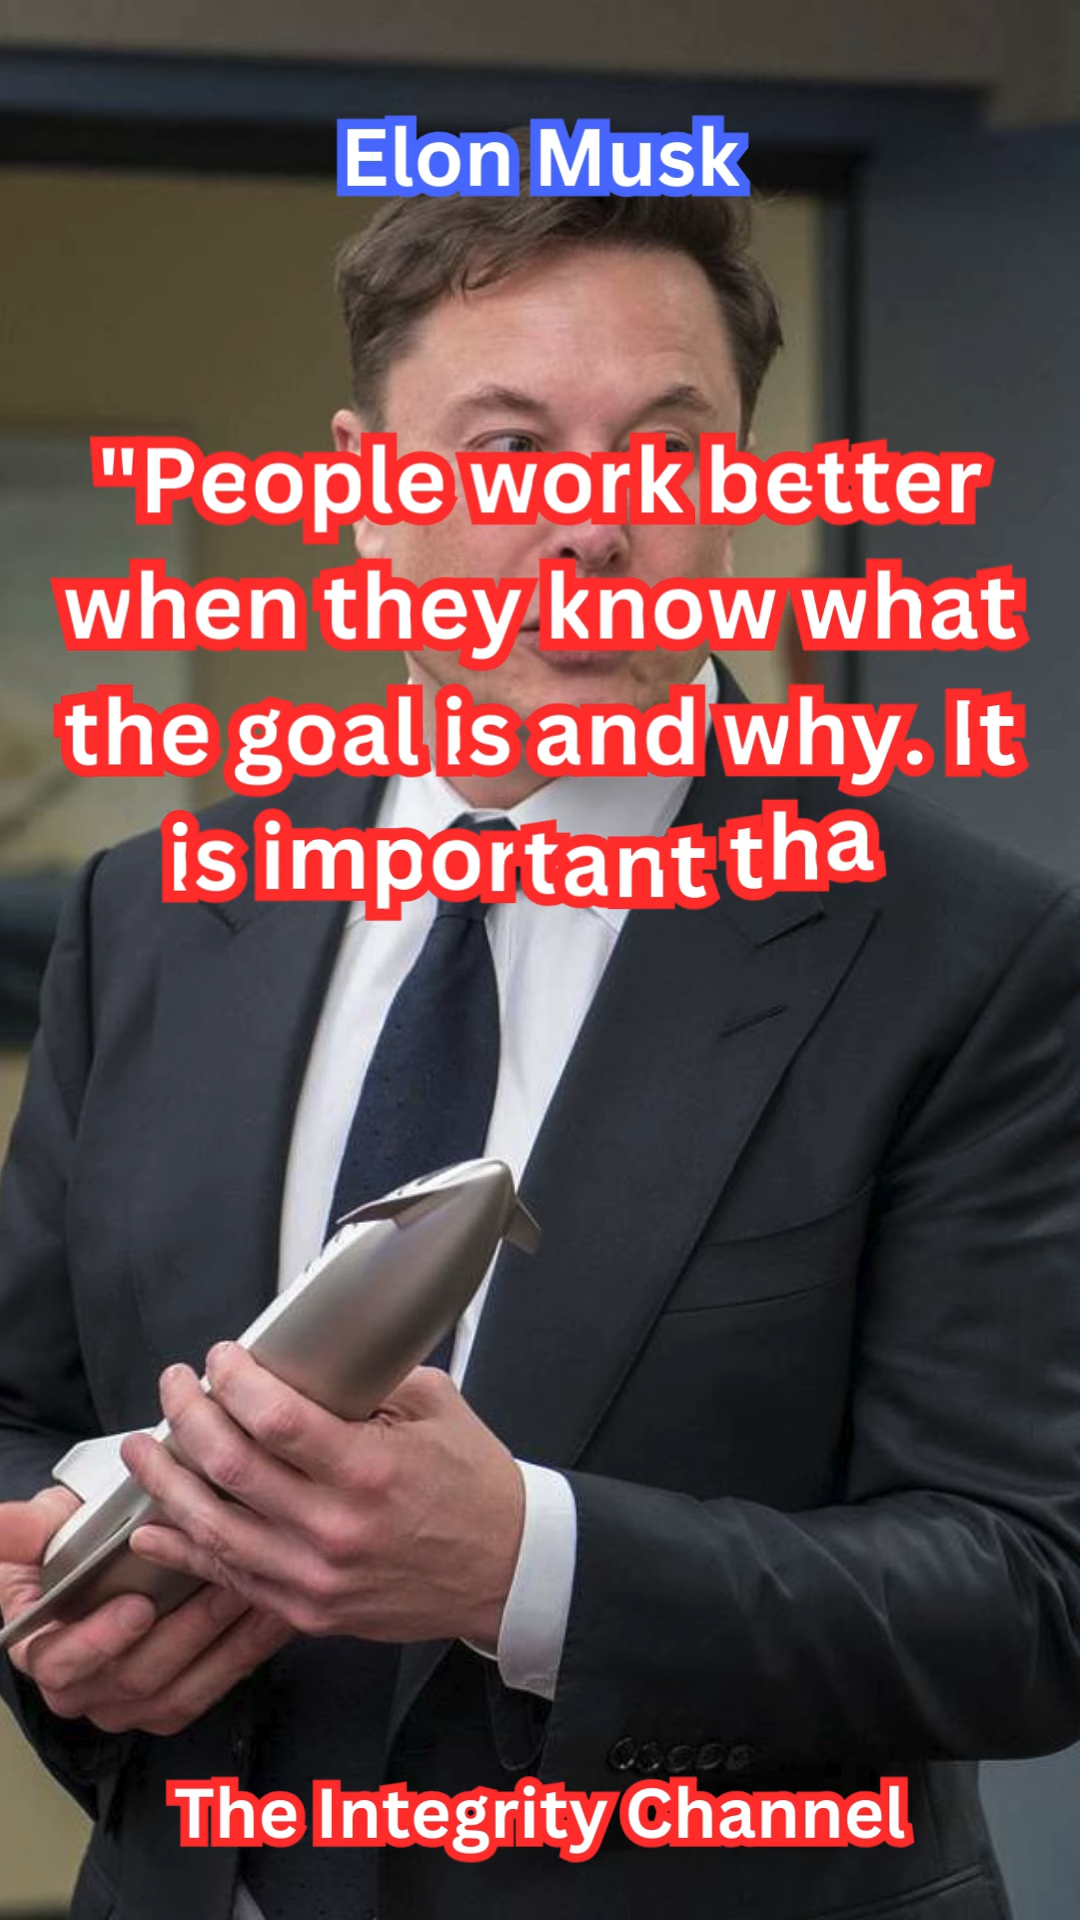 Elon Musk
"People work better
when they know what
the goal is and why. It
is important tha
The Integrity Channel